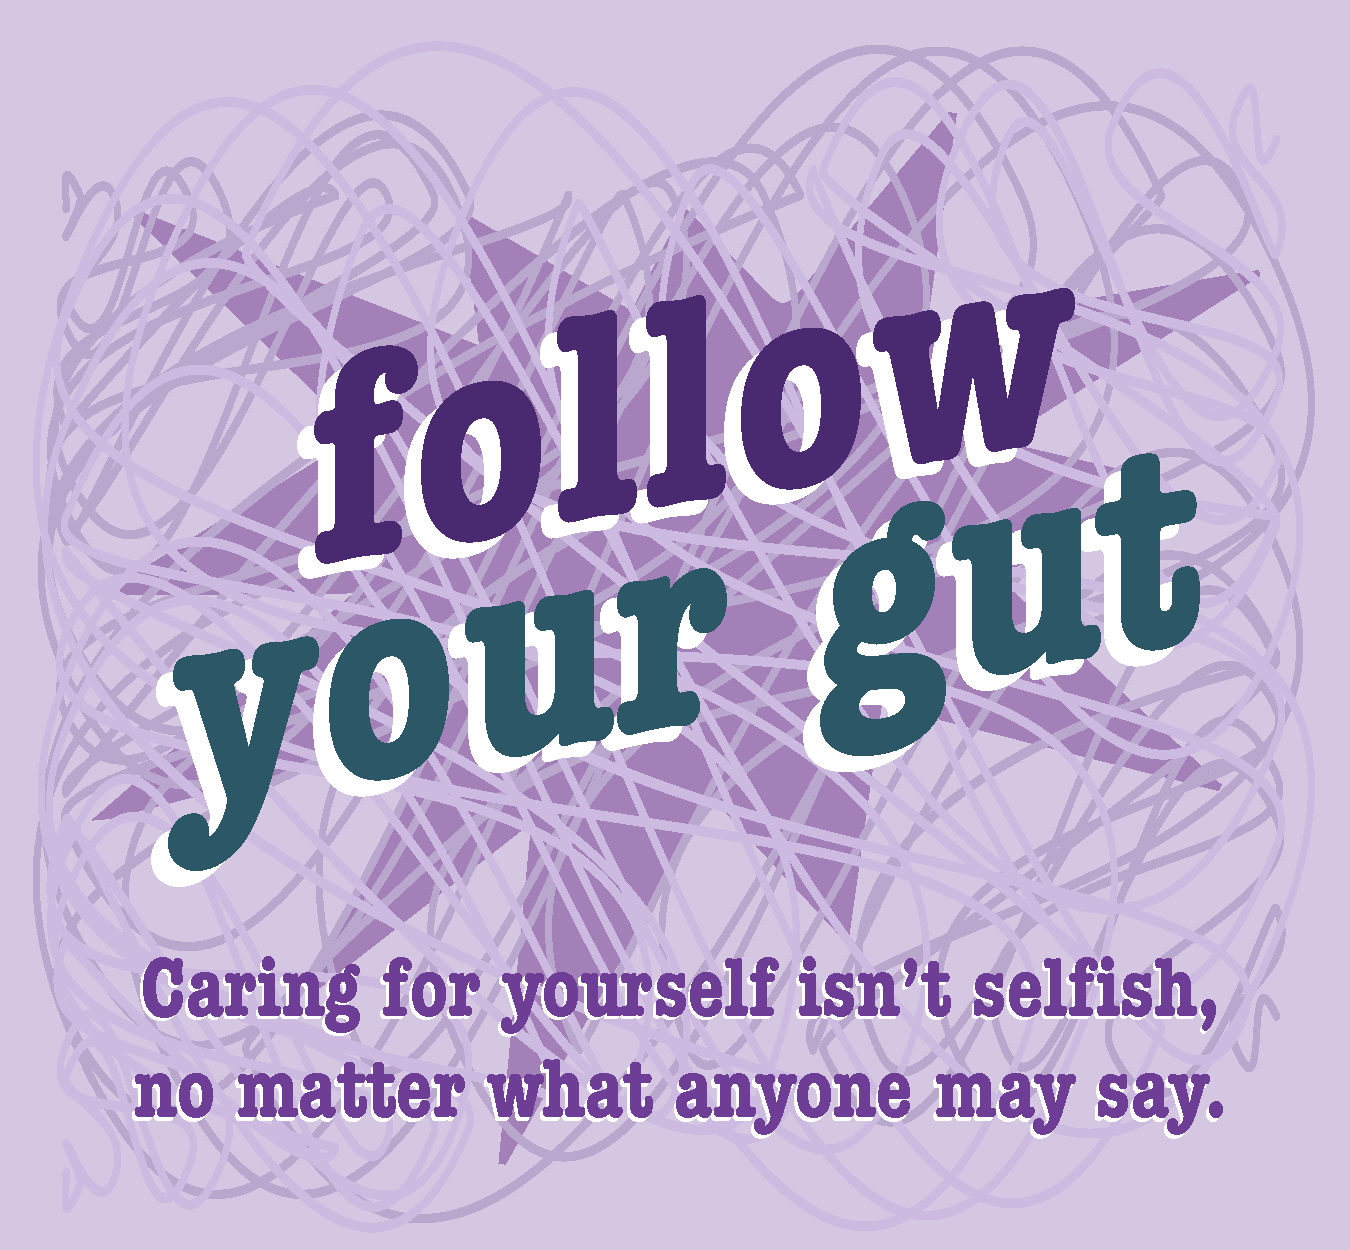 follow
your gut
Caring for yourself isn’t selfish,
no matter what anyone may say.